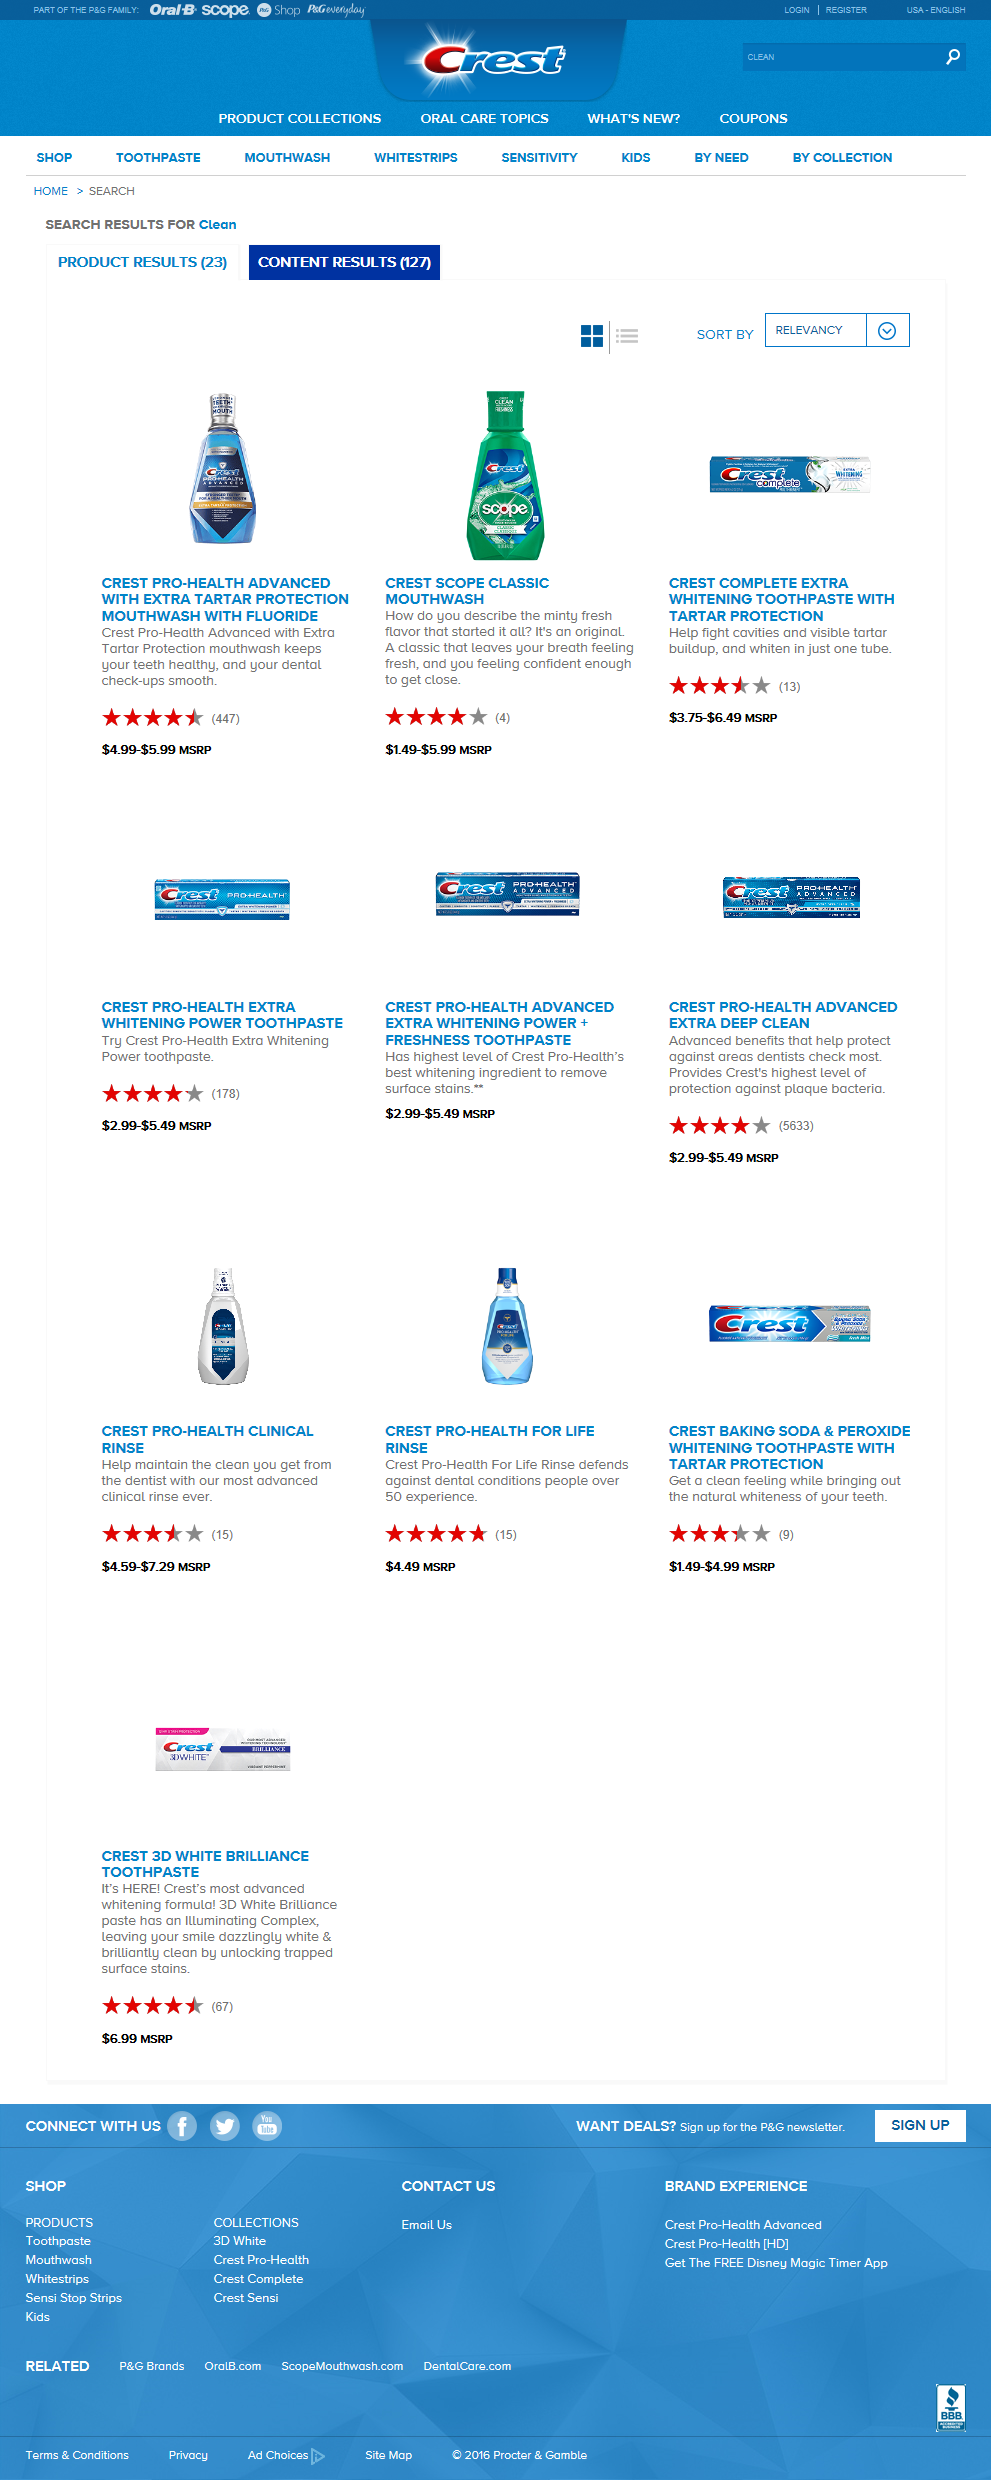 PART OF THE P&G FAMILY: Oral-B scope P&G Shop P&G everyday
LOGIN | REGISTER USA - ENGLISH
Crest
CLEAN
PRODUCT COLLECTIONS ORAL CARE TOPICS WHAT'S NEW? COUPONS
SHOP TOOTHPASTE MOUTHWASH WHITESTRIPS SENSITIVITY KIDS BY NEED BY COLLECTION
HOME > SEARCH
SEARCH RESULTS FOR Clean
PRODUCT RESULTS (23) CONTENT RESULTS (127)
SORT BY RELEVANCY
CREST PRO-HEALTH ADVANCED
WITH EXTRA TARTAR PROTECTION
MOUTHWASH WITH FLUORIDE
Crest Pro-Health Advanced with Extra
Tartar Protection mouthwash keeps
your teeth healthy, and your dental
check-ups smooth.
(447)
$4.99-$5.99 MSRP
CREST SCOPE CLASSIC
MOUTHWASH
How do you describe the minty fresh
flavor that started it all? It's an original.
A classic that leaves your breath feeling
fresh, and you feeling confident enough
to get close.
(4)
$1.49-$5.99 MSRP
CREST COMPLETE EXTRA
WHITENING TOOTHPASTE WITH
TARTAR PROTECTION
Help fight cavities and visible tartar
buildup, and whiten in just one tube.
(13)
$3.75-$6.49 MSRP
CREST PRO-HEALTH EXTRA
WHITENING POWER TOOTHPASTE
Try Crest Pro-Health Extra Whitening
Power toothpaste.
(178)
$2.99-$5.49 MSRP
CREST PRO-HEALTH ADVANCED
EXTRA WHITENING POWER +
FRESHNESS TOOTHPASTE
Has highest level of Crest Pro-Health's
best whitening ingredient to remove
surface stains.**
$2.99-$5.49 MSRP
CREST PRO-HEALTH ADVANCED
EXTRA DEEP CLEAN
Advanced benefits that help protect
against areas dentists check most.
Provides Crest's highest level of
protection against plaque bacteria.
(5633)
$2.99-$5.49 MSRP
CREST PRO-HEALTH CLINICAL
RINSE
Help maintain the clean you get from
the dentist with our most advanced
clinical rinse ever.
(15)
$4.59-$7.29 MSRP
CREST PRO-HEALTH FOR LIFE
RINSE
Crest Pro-Health For Life Rinse defends
against dental conditions people over
50 experience.
(15)
$4.49 MSRP
CREST BAKING SODA & PEROXIDE
WHITENING TOOTHPASTE WITH
TARTAR PROTECTION
Get a clean feeling while bringing out
the natural whiteness of your teeth.
(9)
$1.49-$4.99 MSRP
CREST 3D WHITE BRILLIANCE
TOOTHPASTE
It's HERE! Crest's most advanced
whitening formula! 3D White Brilliance
paste has an Illuminating Complex,
leaving your smile dazzlingly white &
brilliantly clean by unlocking trapped
surface stains.
(67)
$6.99 MSRP
CONNECT WITH US
You Tube
WANT DEALS? Sign up for the P&G newsletter. SIGN UP
SHOP
PRODUCTS
Toothpaste
Mouthwash
Whitestrips
Sensi Stop Strips
Kids
COLLECTIONS
3D White
Crest Pro-Health
Crest Complete
Crest Sensi
CONTACT US
Email Us
BRAND EXPERIENCE
Crest Pro-Health Advanced
Crest Pro-Health [HD]
Get The FREE Disney Magic Timer App
RELATED P&G Brands OralB.com ScopeMouthwash.com DentalCare.com
BBB
ACCREDITED
BUSINESS
Terms & Conditions Privacy Ad Choices Site Map © 2016 Procter & Gamble